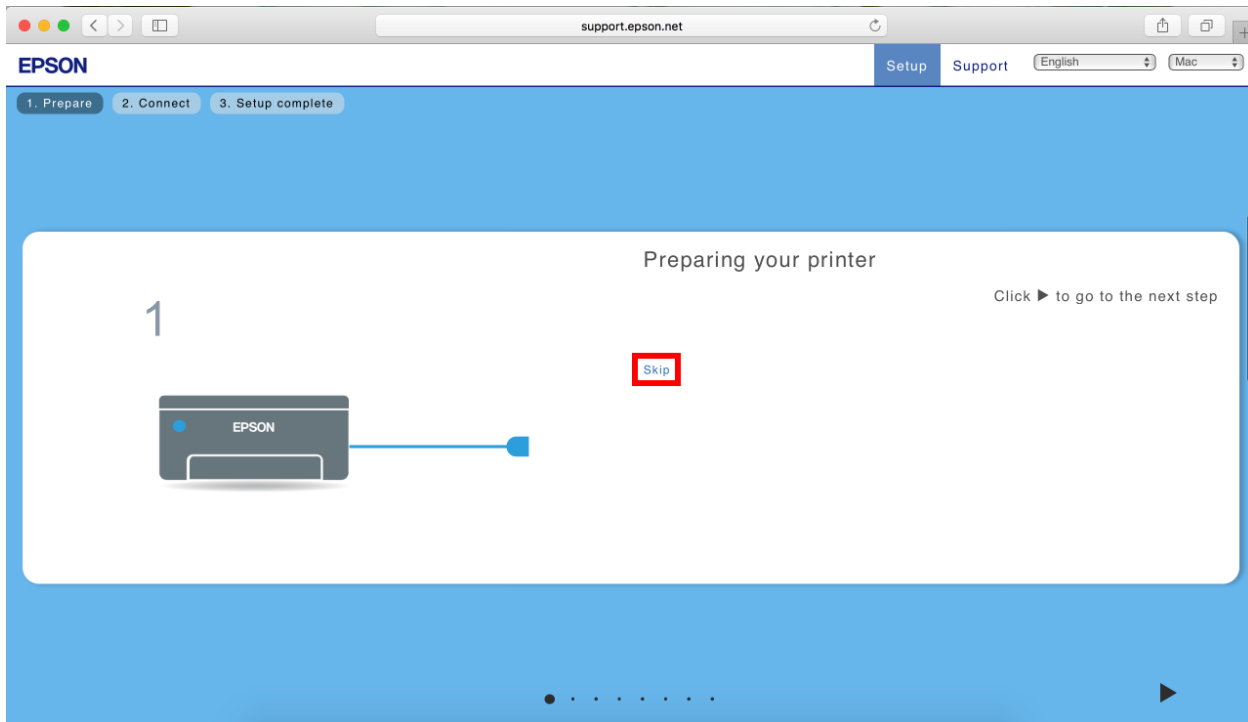 support.epson.net
EPSON
Setup
Support
English
Mac
1. Prepare
2. Connect
3. Setup complete
Preparing your printer
Click ▶ to go to the next step
1
Skip
EPSON